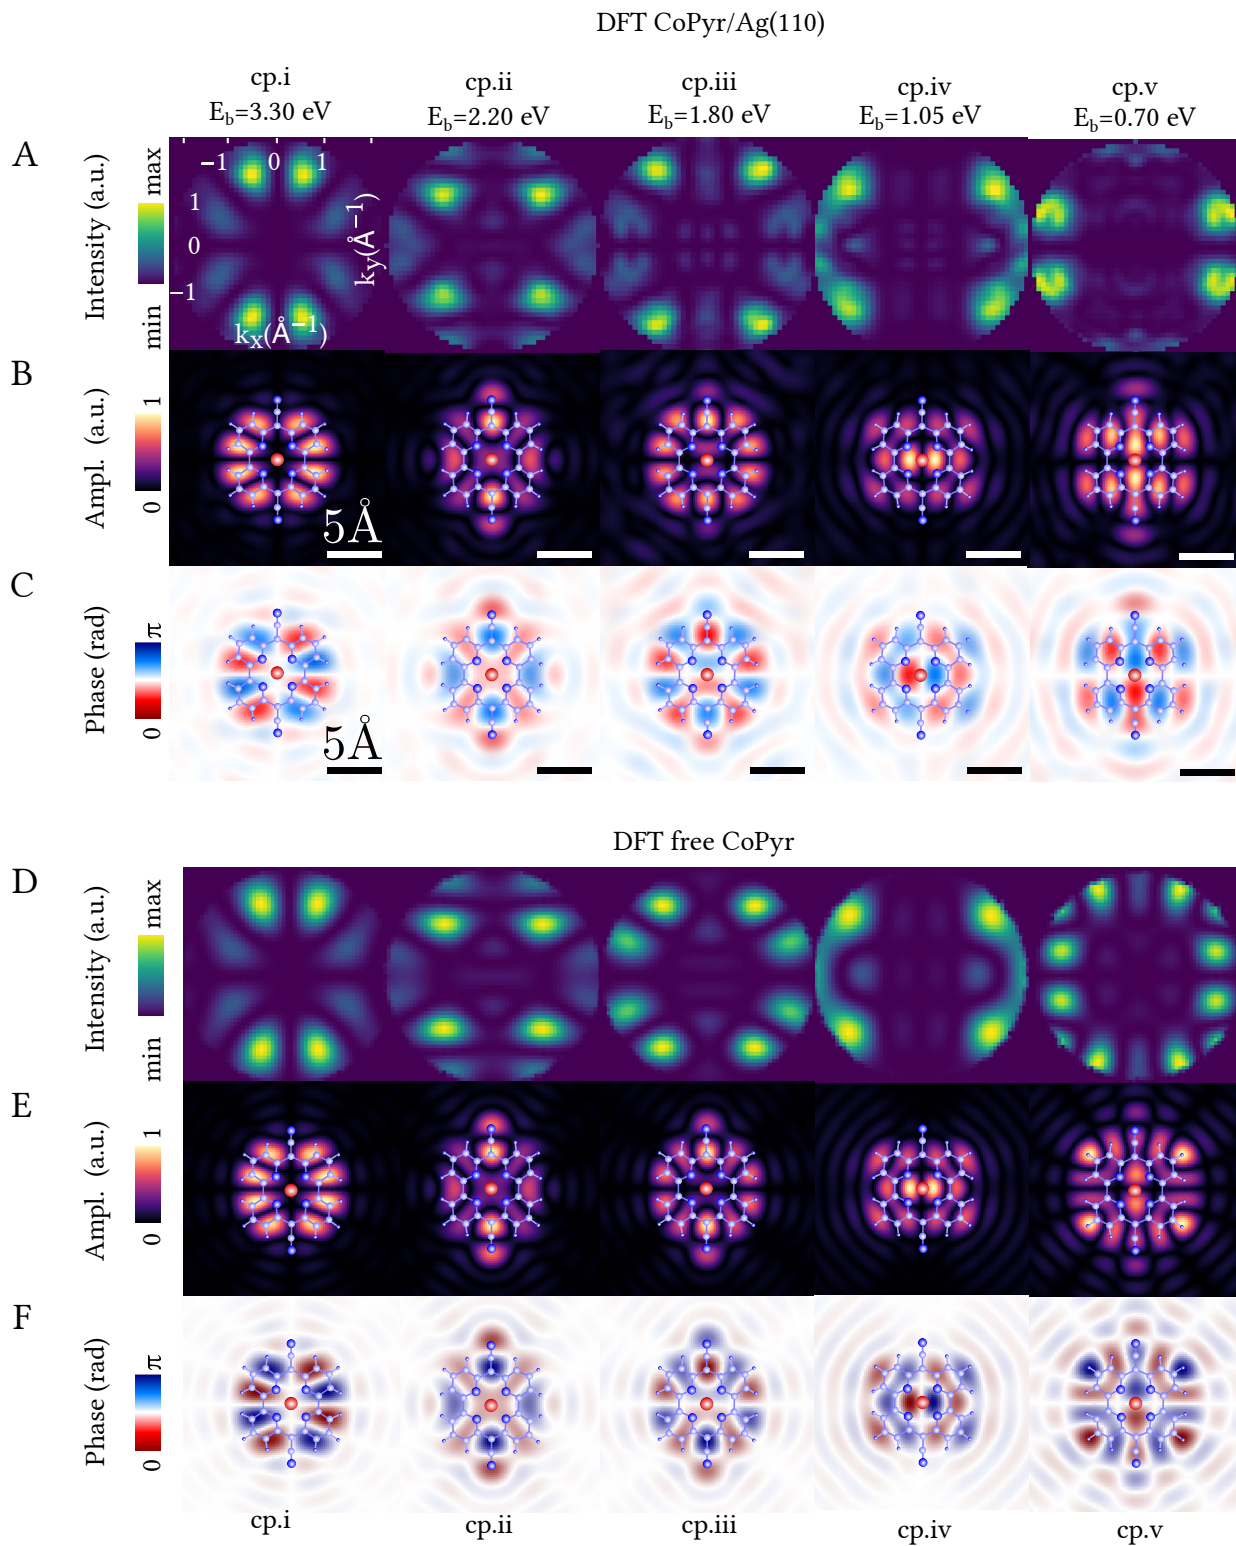 DFT CoPyr/Ag(110)
cp.i cp.ii cp.iii cp.iv cp.v
E_b=3.30 eV E_b=2.20 eV E_b=1.80 eV E_b=1.05 eV E_b=0.70 eV
A
Intensity (a.u.)
min max
−1 0 1
1
0
−1
k_y(Å⁻¹)
k_x(Å⁻¹)
B
Ampl. (a.u.)
0 1
5Å
C
Phase (rad)
0 π
5Å
DFT free CoPyr
D
Intensity (a.u.)
min max
E
Ampl. (a.u.)
0 1
F
Phase (rad)
0 π
cp.i cp.ii cp.iii cp.iv cp.v